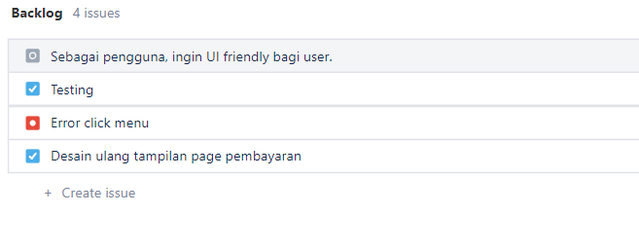 Backlog 4 issues
Sebagai pengguna, ingin UI friendly bagi user.
Testing
Error click menu
Desain ulang tampilan page pembayaran
+ Create issue